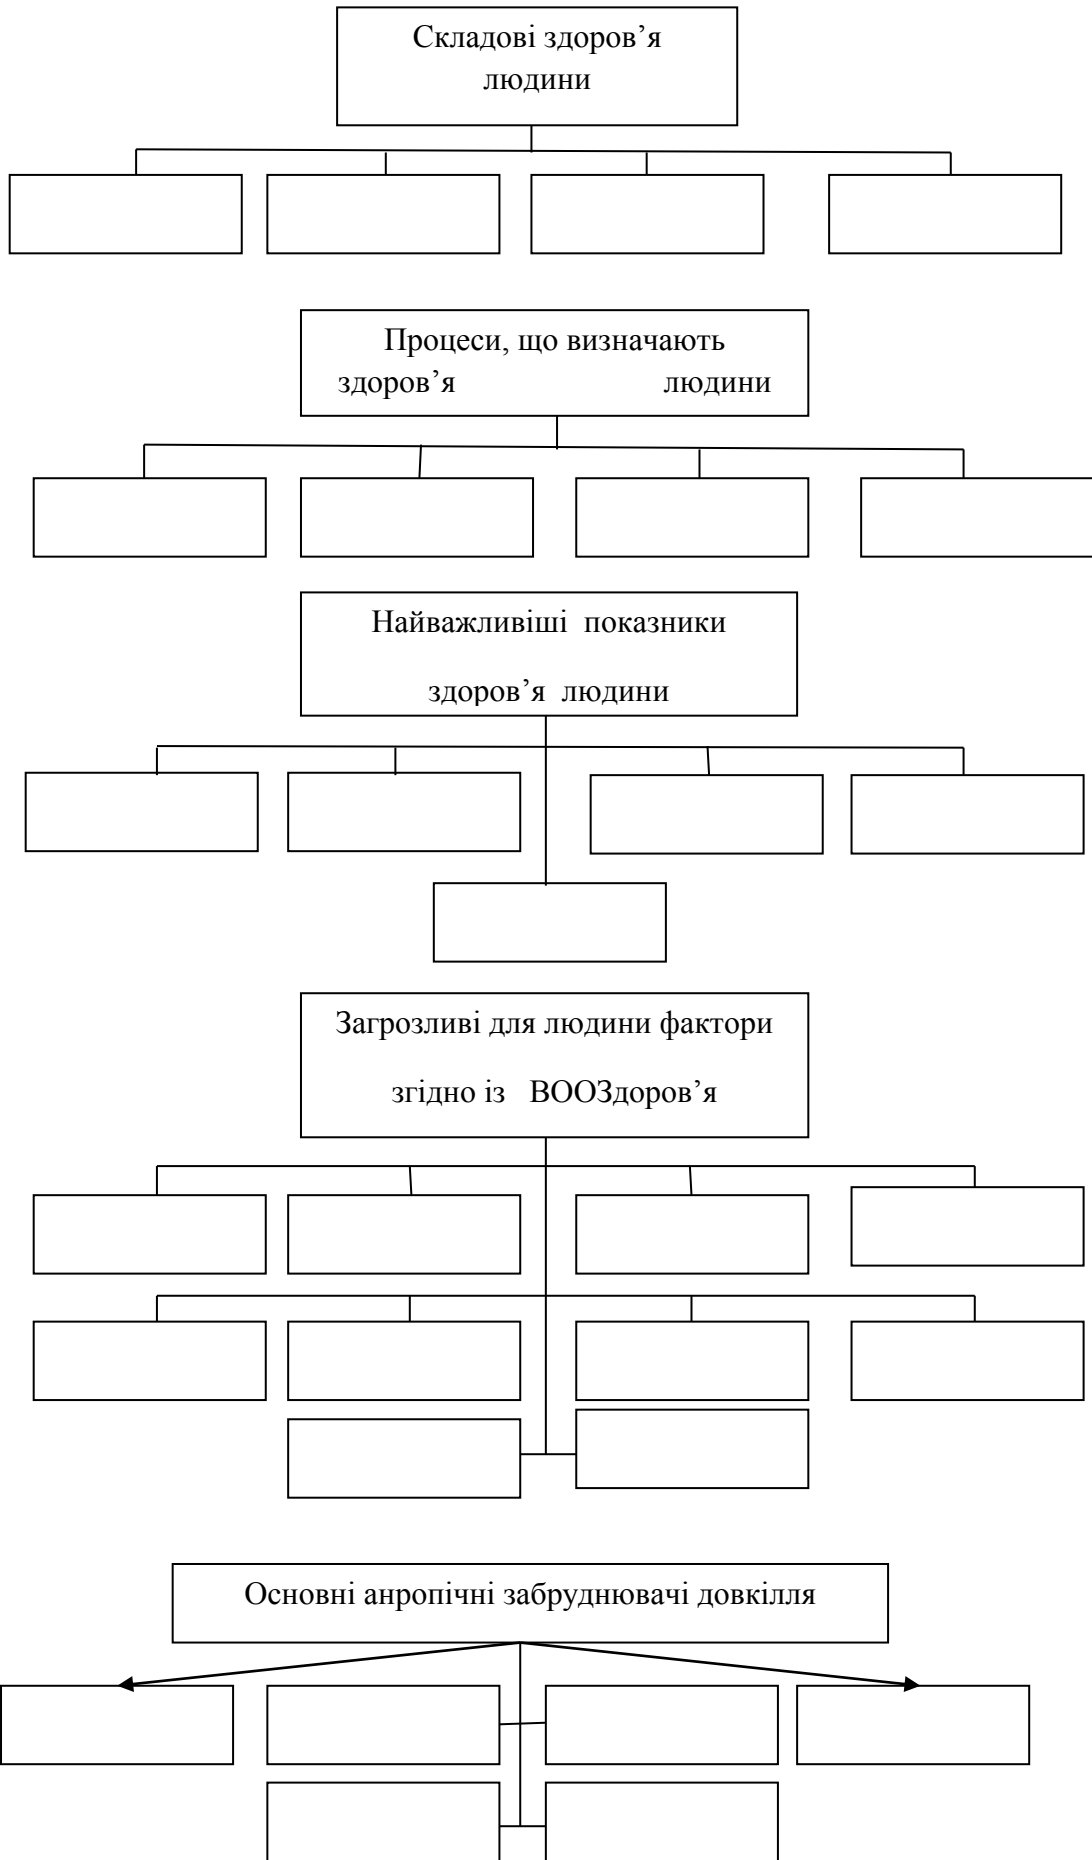 Складові здоров’я
людини
Процеси, що визначають
здоров’я людини
Найважливіші показники
здоров’я людини
Загрозливі для людини фактори
згідно із ВООЗдоров’я
Основні анропічні забруднювачі довкілля